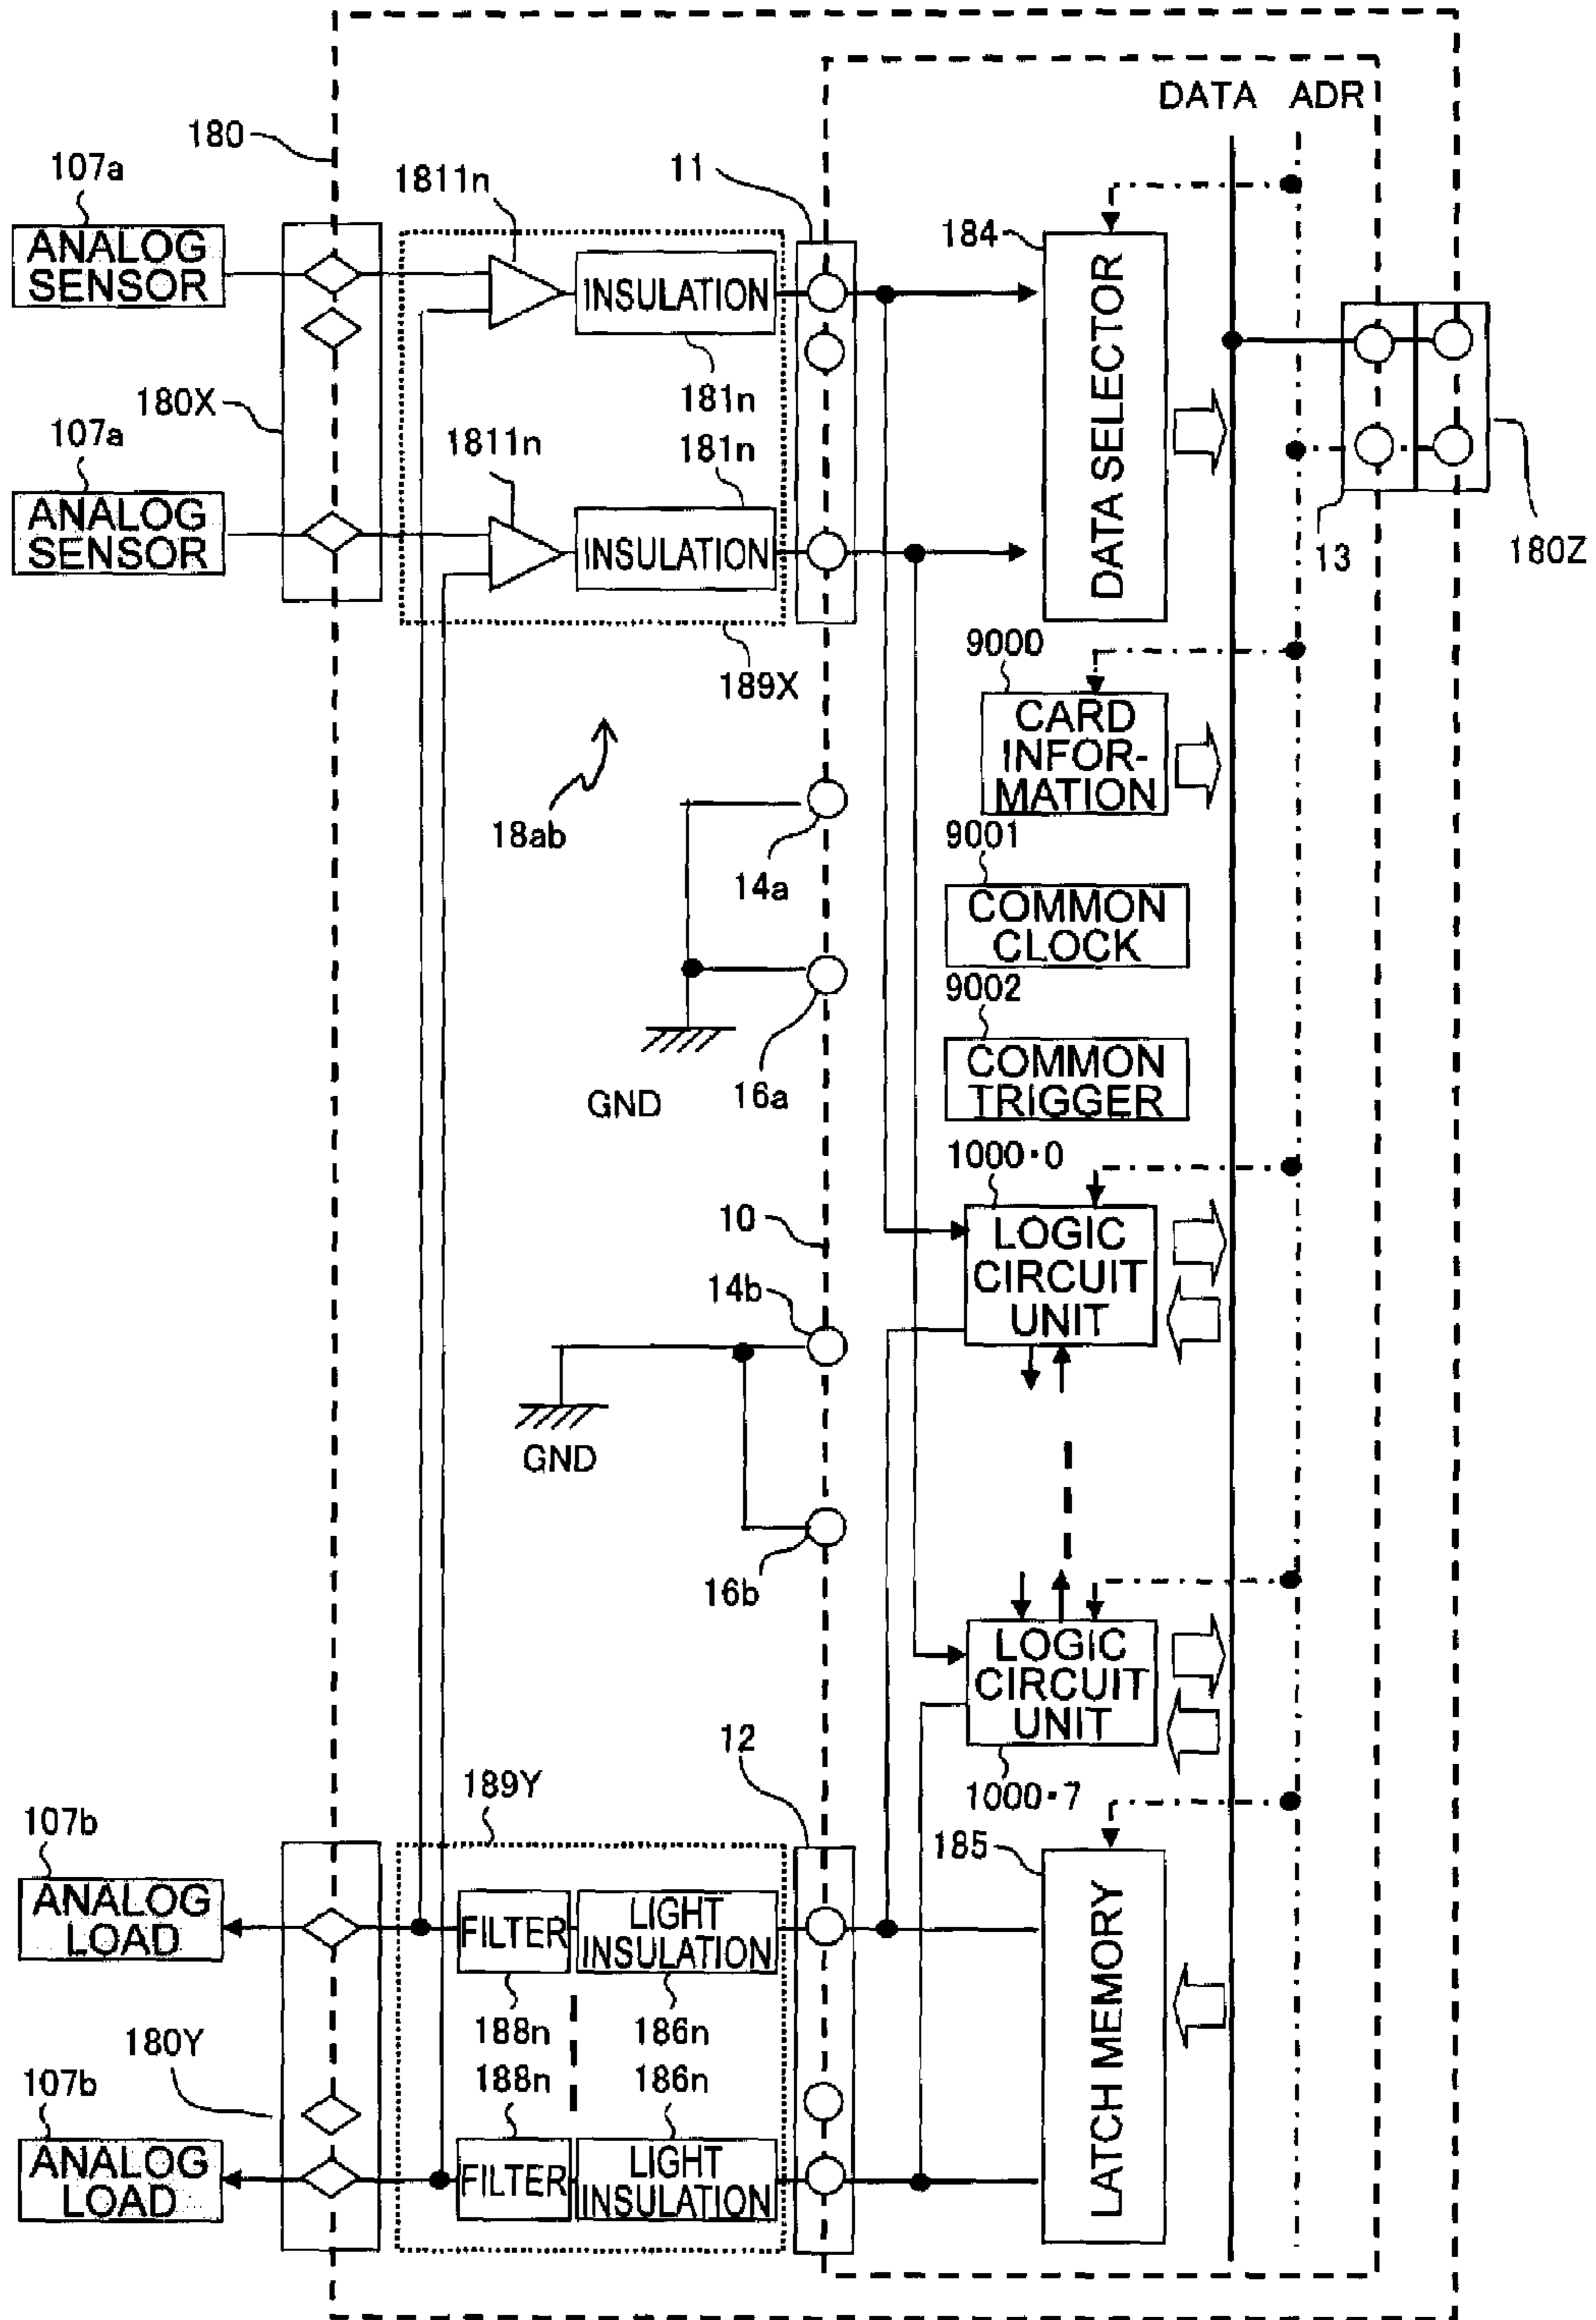 DATA ADR
180
107a
1811n
11
ANALOG
SENSOR
184
INSULATION
DATA SELECTOR
181n
180X
107a
1811n
181n
ANALOG
SENSOR
INSULATION
13
180Z
189X
9000
CARD
INFOR-
MATION
18ab
14a
9001
COMMON
CLOCK
9002
16a
GND
COMMON
TRIGGER
1000·0
10
LOGIC
CIRCUIT
UNIT
14b
GND
16b
LOGIC
CIRCUIT
UNIT
12
1000·7
189Y
107b
185
ANALOG
LOAD
FILTER
LIGHT
INSULATION
LATCH MEMORY
188n
186n
180Y
107b
188n
186n
ANALOG
LOAD
FILTER
LIGHT
INSULATION